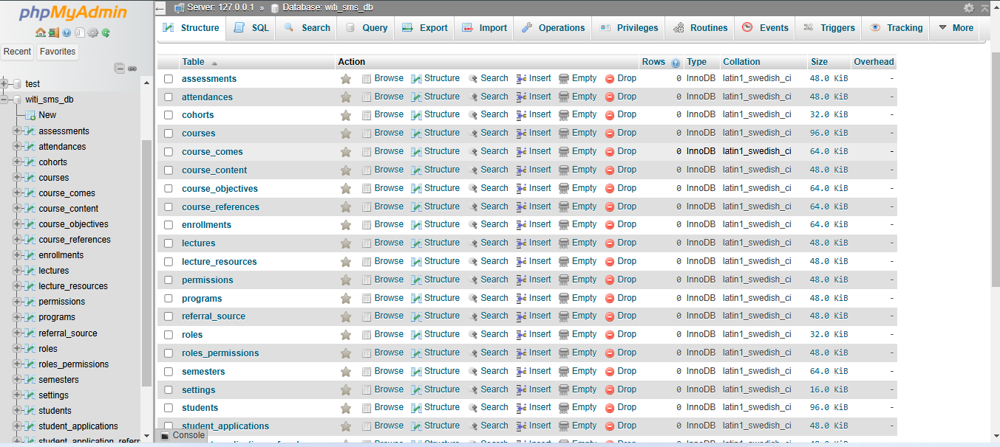 phpMyAdmin
Recent Favorites
test
witi_sms_db
New
assessments
attendances
cohorts
courses
course_comes
course_content
course_objectives
course_references
enrollments
lectures
lecture_resources
permissions
programs
referral_source
roles
roles_permissions
semesters
settings
students
student_applications
Server: 127.0.0.1 » Database: witi_sms_db
Structure SQL Search Query Export Import Operations Privileges Routines Events Triggers Tracking More
Table Action Rows Type Collation Size Overhead
assessments Browse Structure Search Insert Empty Drop 0 InnoDB latin1_swedish_ci 48.0 KiB -
attendances Browse Structure Search Insert Empty Drop 0 InnoDB latin1_swedish_ci 48.0 KiB -
cohorts Browse Structure Search Insert Empty Drop 0 InnoDB latin1_swedish_ci 32.0 KiB -
courses Browse Structure Search Insert Empty Drop 0 InnoDB latin1_swedish_ci 96.0 KiB -
course_comes Browse Structure Search Insert Empty Drop 0 InnoDB latin1_swedish_ci 64.0 KiB -
course_content Browse Structure Search Insert Empty Drop 0 InnoDB latin1_swedish_ci 64.0 KiB -
course_objectives Browse Structure Search Insert Empty Drop 0 InnoDB latin1_swedish_ci 64.0 KiB -
course_references Browse Structure Search Insert Empty Drop 0 InnoDB latin1_swedish_ci 64.0 KiB -
enrollments Browse Structure Search Insert Empty Drop 0 InnoDB latin1_swedish_ci 64.0 KiB -
lectures Browse Structure Search Insert Empty Drop 0 InnoDB latin1_swedish_ci 48.0 KiB -
lecture_resources Browse Structure Search Insert Empty Drop 0 InnoDB latin1_swedish_ci 48.0 KiB -
permissions Browse Structure Search Insert Empty Drop 0 InnoDB latin1_swedish_ci 48.0 KiB -
programs Browse Structure Search Insert Empty Drop 0 InnoDB latin1_swedish_ci 48.0 KiB -
referral_source Browse Structure Search Insert Empty Drop 0 InnoDB latin1_swedish_ci 48.0 KiB -
roles Browse Structure Search Insert Empty Drop 0 InnoDB latin1_swedish_ci 32.0 KiB -
roles_permissions Browse Structure Search Insert Empty Drop 0 InnoDB latin1_swedish_ci 48.0 KiB -
semesters Browse Structure Search Insert Empty Drop 0 InnoDB latin1_swedish_ci 64.0 KiB -
settings Browse Structure Search Insert Empty Drop 0 InnoDB latin1_swedish_ci 16.0 KiB -
students Browse Structure Search Insert Empty Drop 0 InnoDB latin1_swedish_ci 96.0 KiB -
student_applications Browse Structure Search Insert Empty Drop 0 InnoDB latin1_swedish_ci 48.0 KiB -
Console